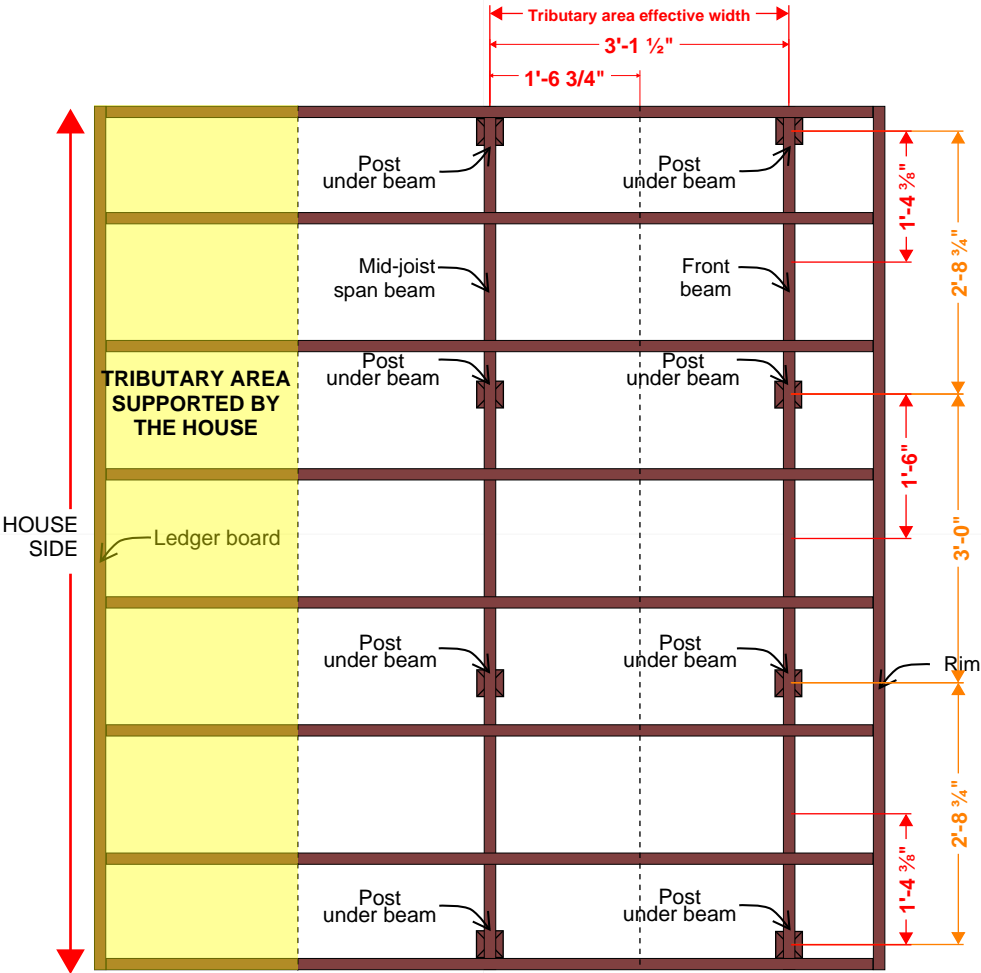 Tributary area effective width
3'-1 ½"
1'-6 3/4"
Post
under beam
Post
under beam
1'-4 ⅜"
2'-8 ¾"
Mid-joist
span beam
Front
beam
Post
under beam
Post
under beam
TRIBUTARY AREA
SUPPORTED BY
THE HOUSE
1'-6"
HOUSE
SIDE
Ledger board
3'-0"
Post
under beam
Post
under beam
Rim
2'-8 ¾"
1'-4 ⅜"
Post
under beam
Post
under beam